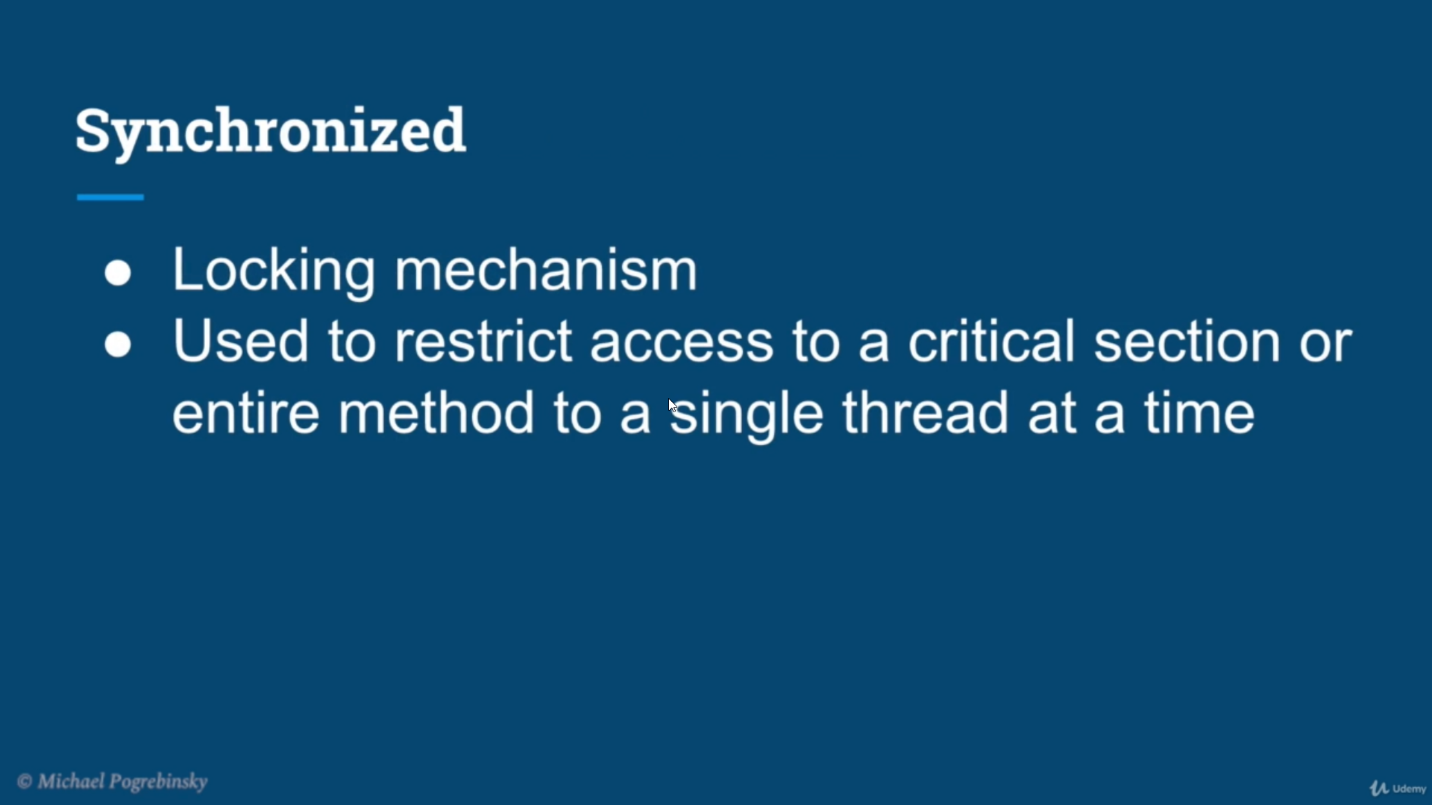 Synchronized
● Locking mechanism
● Used to restrict access to a critical section or
entire method to a single thread at a time
© Michael Pogrebinsky
Udemy